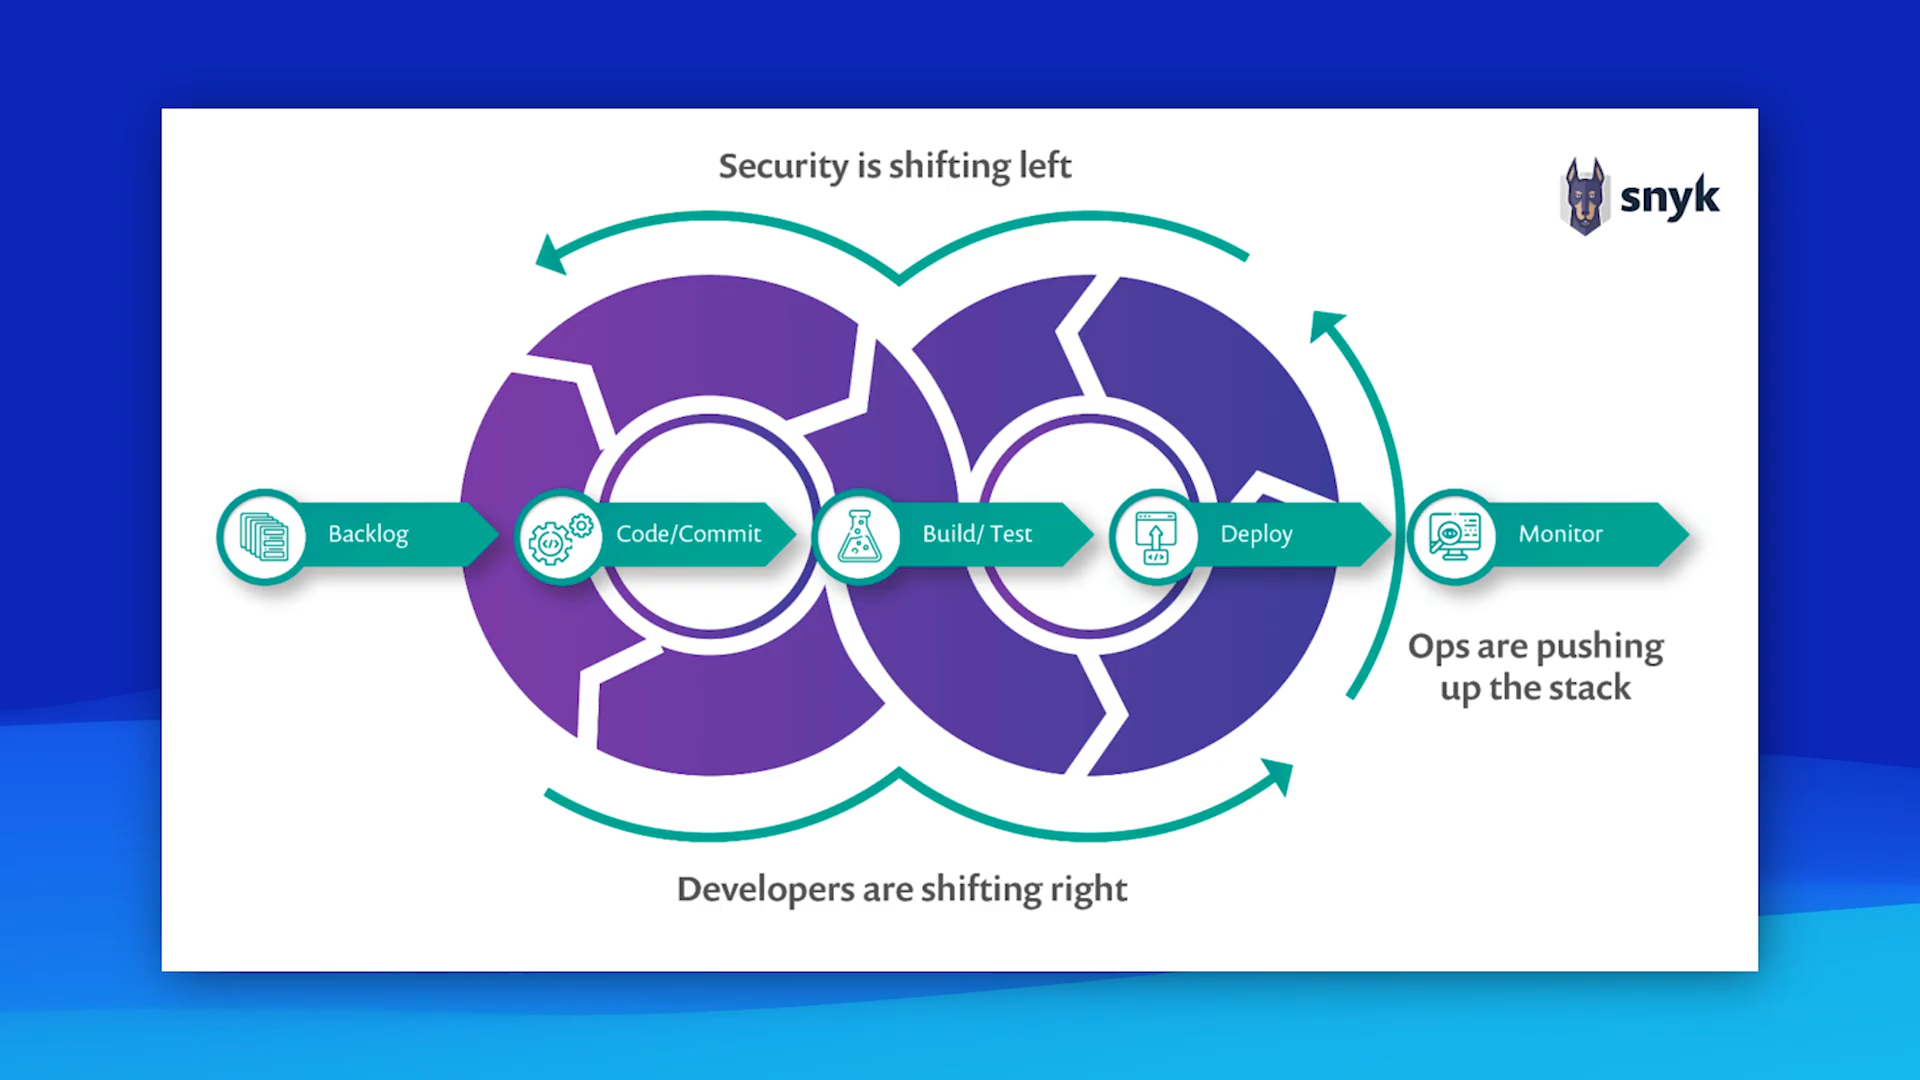 Security is shifting left
snyk
Backlog
Code/Commit
Build/ Test
Deploy
Monitor
Ops are pushing
up the stack
Developers are shifting right